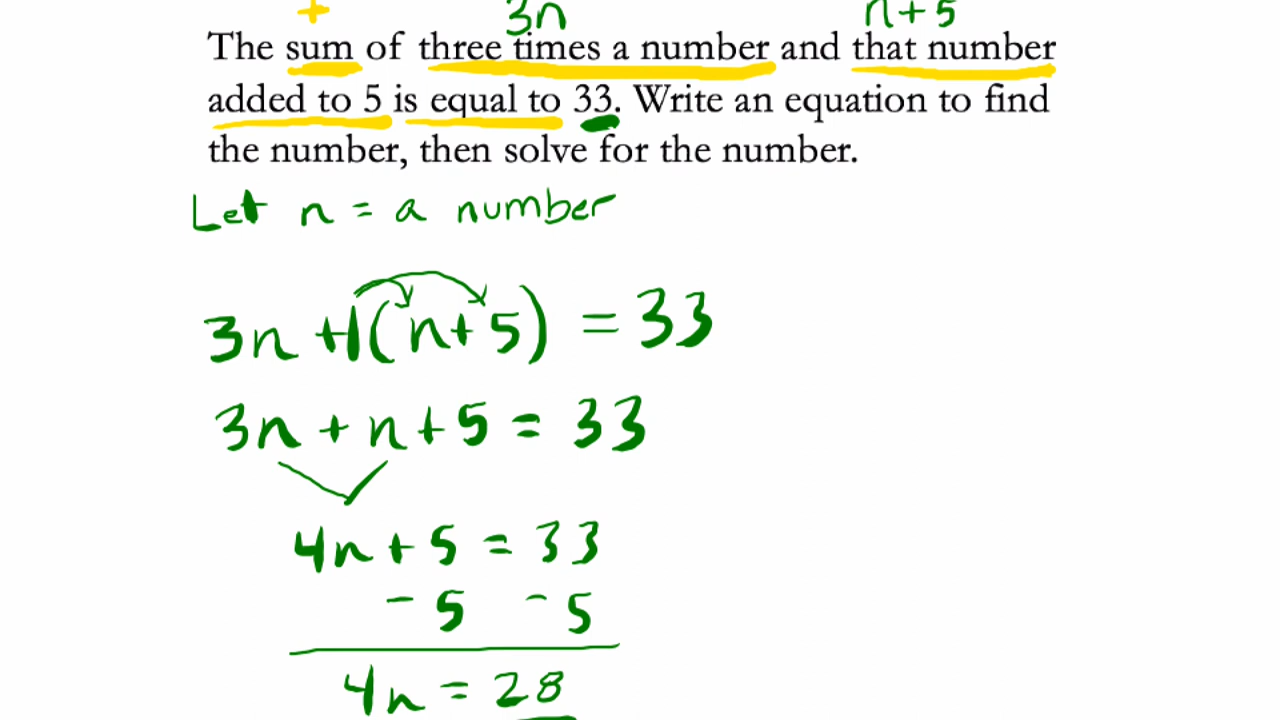 + 3n n+5
The sum of three times a number and that number
added to 5 is equal to 33. Write an equation to find
the number, then solve for the number.
Let n = a number
3n +1(n+5) = 33
3n + n + 5 = 33
4n + 5 = 33
- 5 - 5
4n = 28